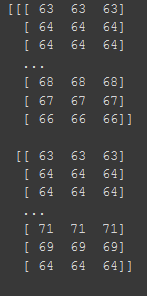 [[[ 63 63 63]
[ 64 64 64]
[ 64 64 64]
...
[ 68 68 68]
[ 67 67 67]
[ 66 66 66]]
[[ 63 63 63]
[ 64 64 64]
[ 64 64 64]
...
[ 71 71 71]
[ 69 69 69]
[ 64 64 64]]